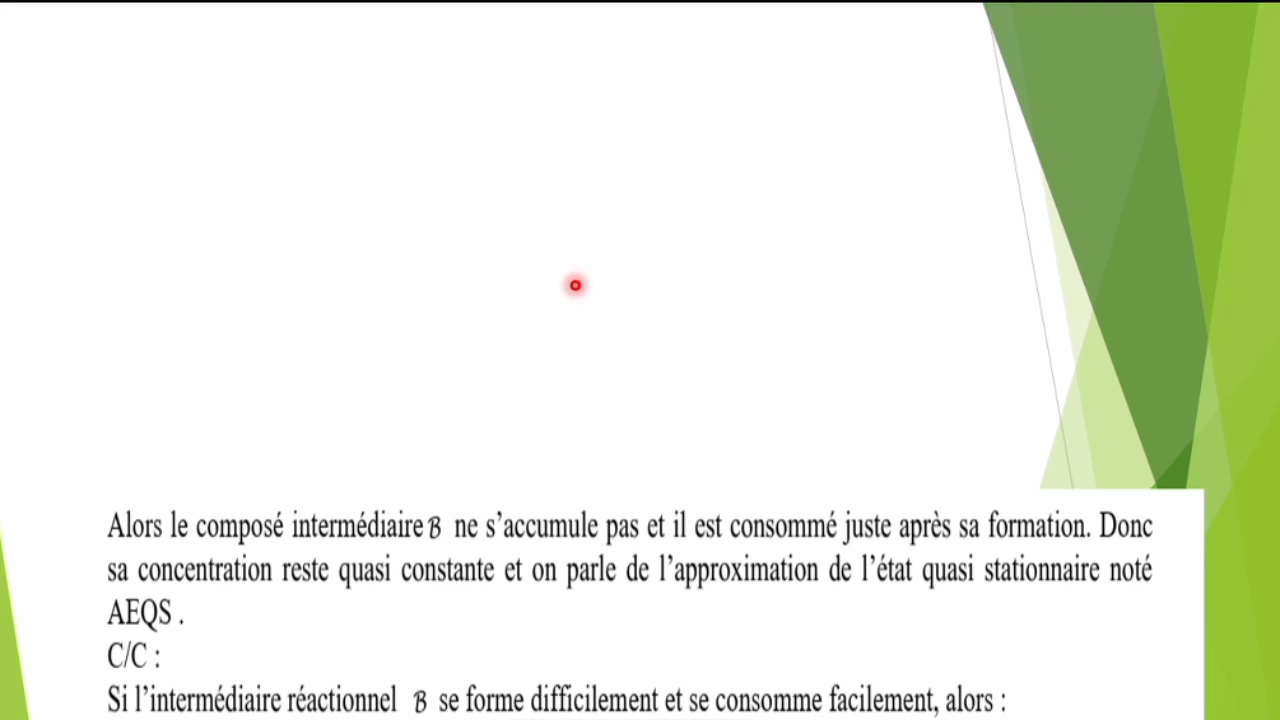 Alors le composé intermédiaire B ne s’accumule pas et il est consommé juste après sa formation. Donc
sa concentration reste quasi constante et on parle de l’approximation de l’état quasi stationnaire noté
AEQS .
C/C :
Si l’intermédiaire réactionnel B se forme difficilement et se consomme facilement, alors :